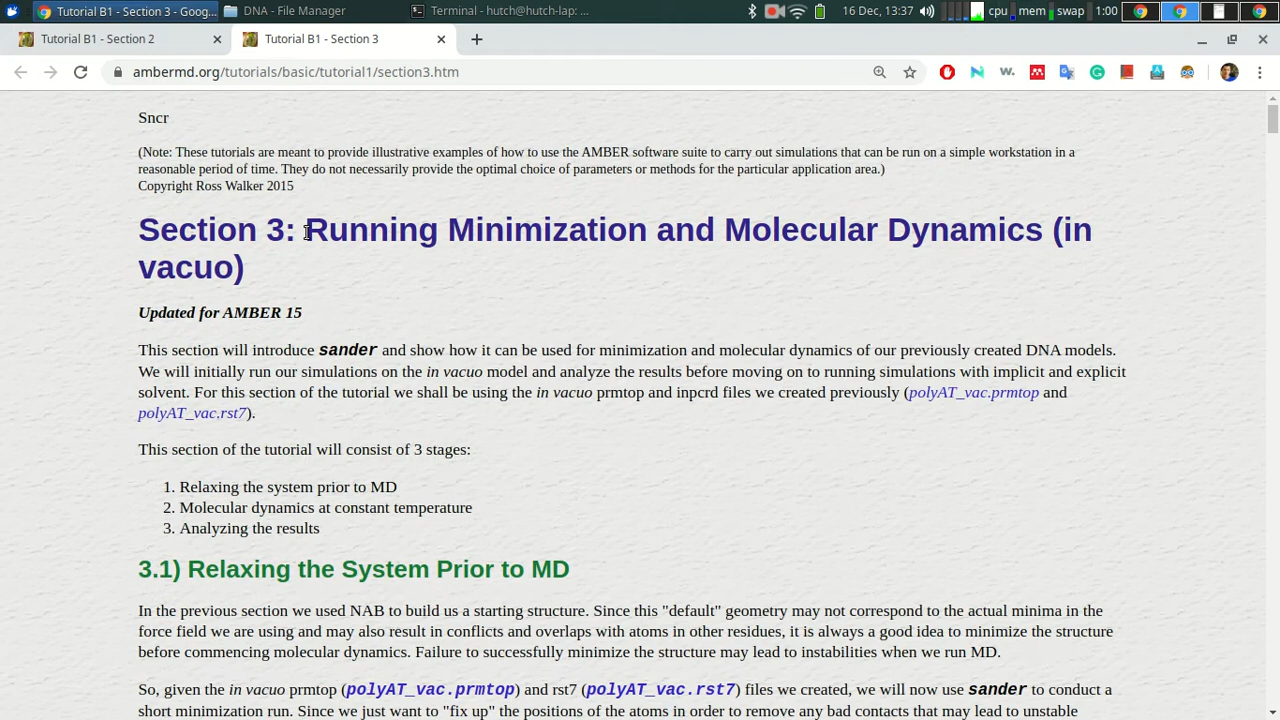 Tutorial B1 - Section 3 - Goog...
DNA - File Manager
Terminal - hutch@hutch-lap: ...
16 Dec, 13:37
cpu
mem
swap
1:00
Tutorial B1 - Section 2
Tutorial B1 - Section 3
ambermd.org/tutorials/basic/tutorial1/section3.htm
Sncr
(Note: These tutorials are meant to provide illustrative examples of how to use the AMBER software suite to carry out simulations that can be run on a simple workstation in a
reasonable period of time. They do not necessarily provide the optimal choice of parameters or methods for the particular application area.)
Copyright Ross Walker 2015
Section 3: Running Minimization and Molecular Dynamics (in
vacuo)
Updated for AMBER 15
This section will introduce sander and show how it can be used for minimization and molecular dynamics of our previously created DNA models.
We will initially run our simulations on the in vacuo model and analyze the results before moving on to running simulations with implicit and explicit
solvent. For this section of the tutorial we shall be using the in vacuo prmtop and inpcrd files we created previously (polyAT_vac.prmtop and
polyAT_vac.rst7).
This section of the tutorial will consist of 3 stages:
1. Relaxing the system prior to MD
2. Molecular dynamics at constant temperature
3. Analyzing the results
3.1) Relaxing the System Prior to MD
In the previous section we used NAB to build us a starting structure. Since this "default" geometry may not correspond to the actual minima in the
force field we are using and may also result in conflicts and overlaps with atoms in other residues, it is always a good idea to minimize the structure
before commencing molecular dynamics. Failure to successfully minimize the structure may lead to instabilities when we run MD.
So, given the in vacuo prmtop (polyAT_vac.prmtop) and rst7 (polyAT_vac.rst7) files we created, we will now use sander to conduct a
short minimization run. Since we just want to "fix up" the positions of the atoms in order to remove any bad contacts that may lead to unstable